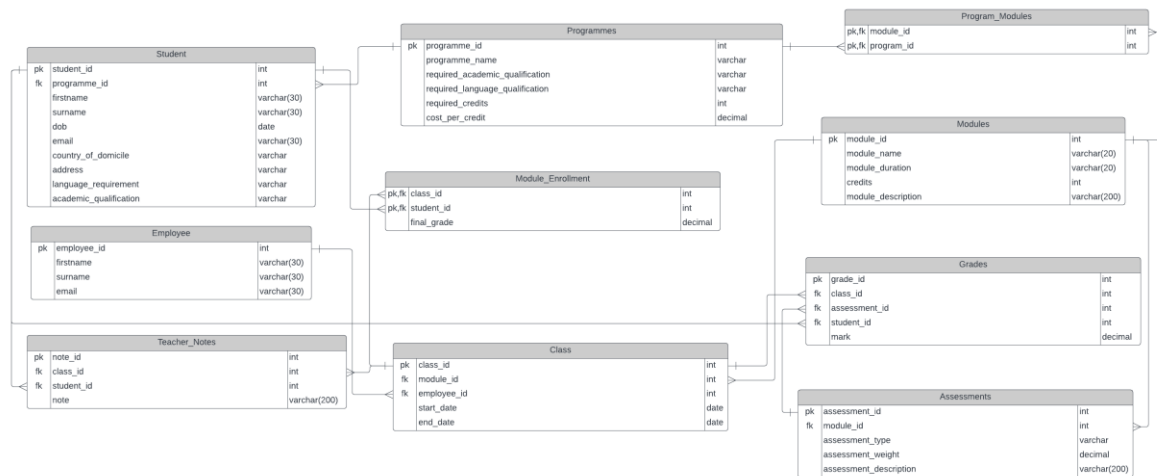 Student
pk student_id int
fk programme_id int
firstname varchar(30)
surname varchar(30)
dob date
email varchar(30)
country_of_domicile varchar
address varchar
language_requirement varchar
academic_qualification varchar
Programmes
pk programme_id int
programme_name varchar
required_academic_qualification varchar
required_language_qualification varchar
required_credits int
cost_per_credit decimal
Program_Modules
pk,fk module_id int
pk,fk program_id int
Modules
pk module_id int
module_name varchar(20)
module_duration varchar(20)
credits int
module_description varchar(200)
Module_Enrollment
pk,fk class_id int
pk,fk student_id int
final_grade decimal
Employee
pk employee_id int
firstname varchar(30)
surname varchar(30)
email varchar(30)
Grades
pk grade_id int
fk class_id int
fk assessment_id int
fk student_id int
mark decimal
Teacher_Notes
pk note_id int
fk class_id int
fk student_id int
note varchar(200)
Class
pk class_id int
fk module_id int
fk employee_id int
start_date date
end_date date
Assessments
pk assessment_id int
fk module_id int
assessment_type varchar
assessment_weight decimal
assessment_description varchar(200)